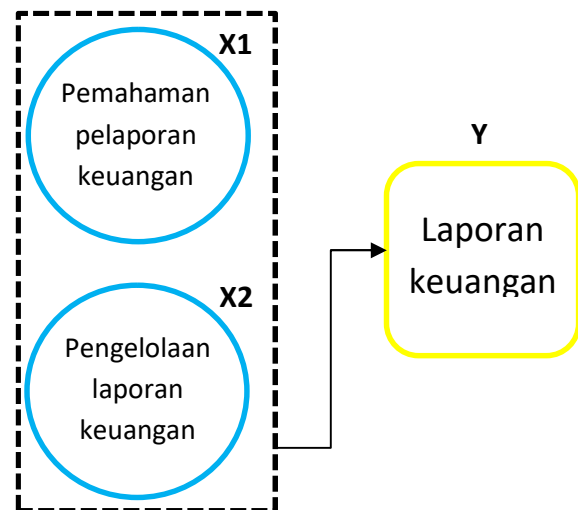 X1
Pemahaman
pelaporan
keuangan
X2
Pengelolaan
laporan
keuangan
Y
Laporan
keuangan